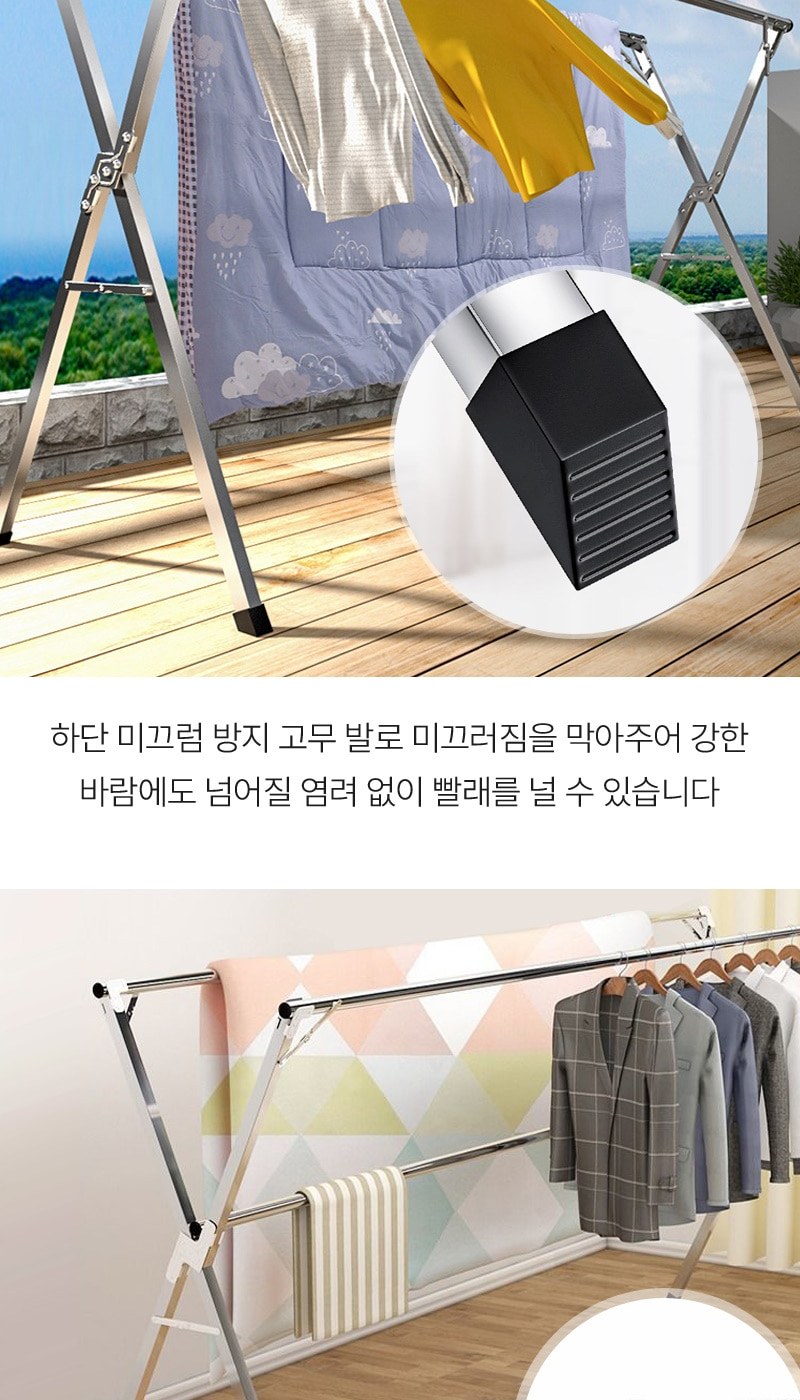 하단 미끄럼 방지 고무 발로 미끄러짐을 막아주어 강한
바람에도 넘어질 염려 없이 빨래를 널 수 있습니다